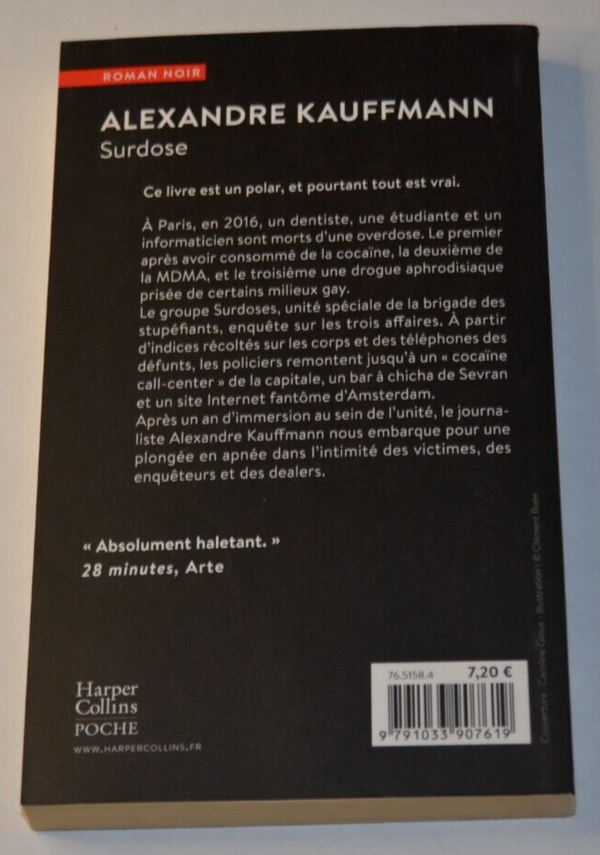 ROMAN NOIR
ALEXANDRE KAUFFMANN
Surdose
Ce livre est un polar, et pourtant tout est vrai.
À Paris, en 2016, un dentiste, une étudiante et un
informaticien sont morts d'une overdose. Le premier
après avoir consommé de la cocaïne, la deuxième de
la MDMA, et le troisième une drogue aphrodisiaque
prisée de certains milieux gay.
Le groupe Surdoses, unité spéciale de la brigade des
stupéfiants, enquête sur les trois affaires. À partir
d'indices récoltés sur les corps et des téléphones des
défunts, les policiers remontent jusqu'à un « cocaïne
call-center » de la capitale, un bar à chicha de Sevran
et un site Internet fantôme d'Amsterdam.
Après un an d'immersion au sein de l'unité, le journa-
liste Alexandre Kauffmann nous embarque pour une
plongée en apnée dans l'intimité des victimes, des
enquêteurs et des dealers.
« Absolument haletant. »
28 minutes, Arte
Harper
Collins
POCHE
WWW.HARPERCOLLINS.FR
76.5158.4 7,20 €
9 791033 907619
Couverture : Caroline Gioux - Illustration : © Clément Buée